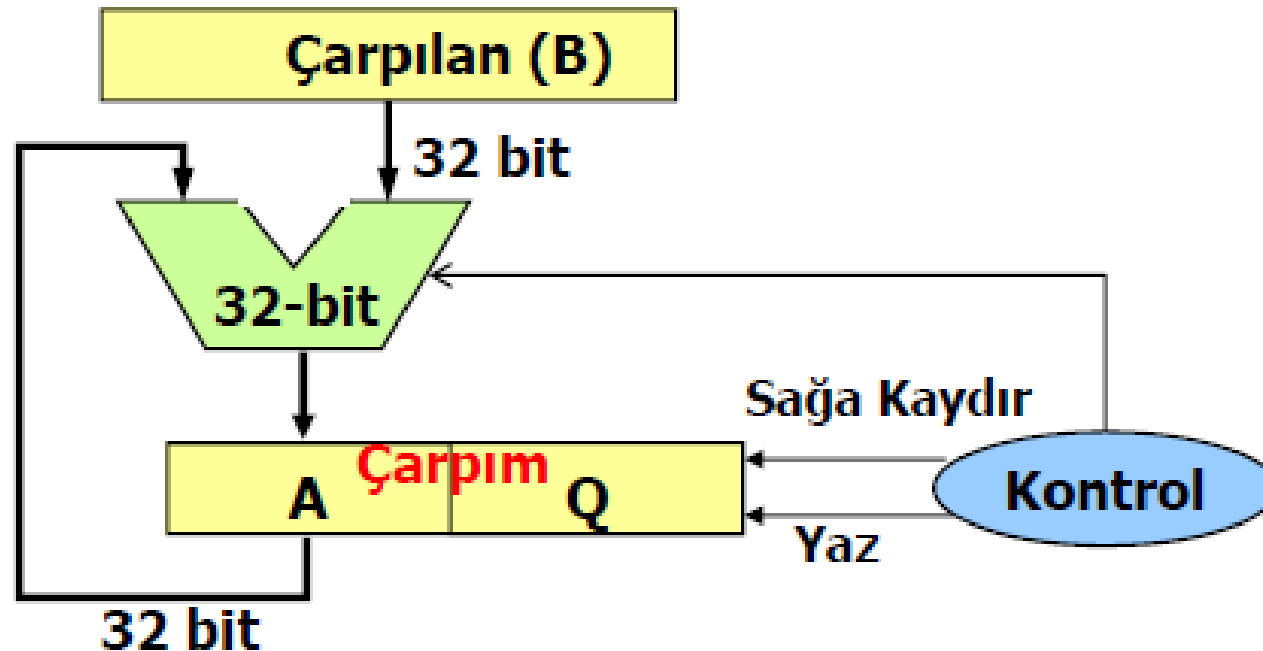 Çarpılan (B)
32 bit
32-bit
Sağa Kaydır
Çarpım
A
Q
Kontrol
Yaz
32 bit